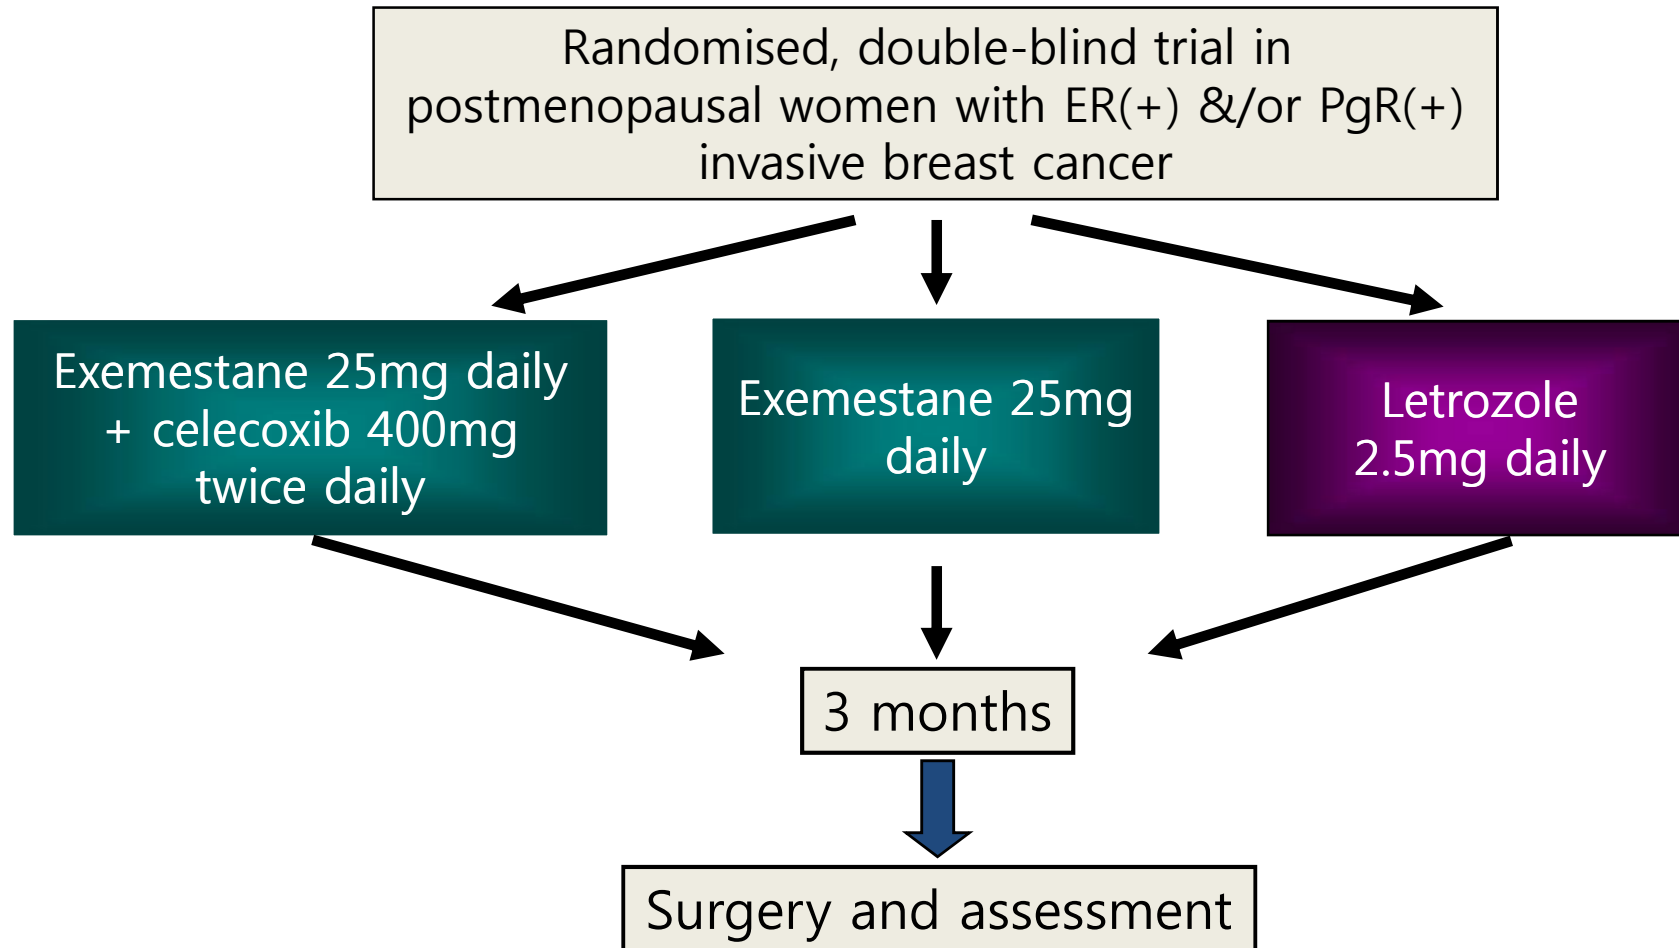 Randomised, double-blind trial in
postmenopausal women with ER(+) &/or PgR(+)
invasive breast cancer
Exemestane 25mg daily
+ celecoxib 400mg
twice daily
Exemestane 25mg
daily
Letrozole
2.5mg daily
3 months
Surgery and assessment